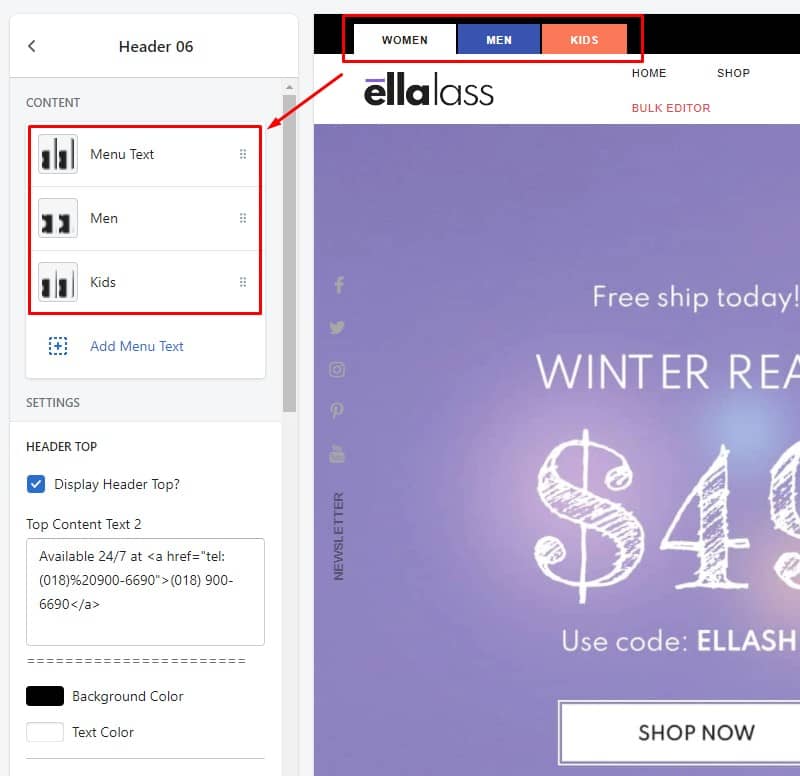 Header 06
CONTENT
Menu Text
Men
Kids
Add Menu Text
SETTINGS
HEADER TOP
Display Header Top?
Top Content Text 2
Available 24/7 at <a href="tel:
(018)%20900-6690">(018) 900-
6690</a>
=======================
Background Color
Text Color
WOMEN MEN KIDS
ēllalass
HOME SHOP
BULK EDITOR
NEWSLETTER
Free ship today!
WINTER REA
$49
Use code: ELLASH
SHOP NOW